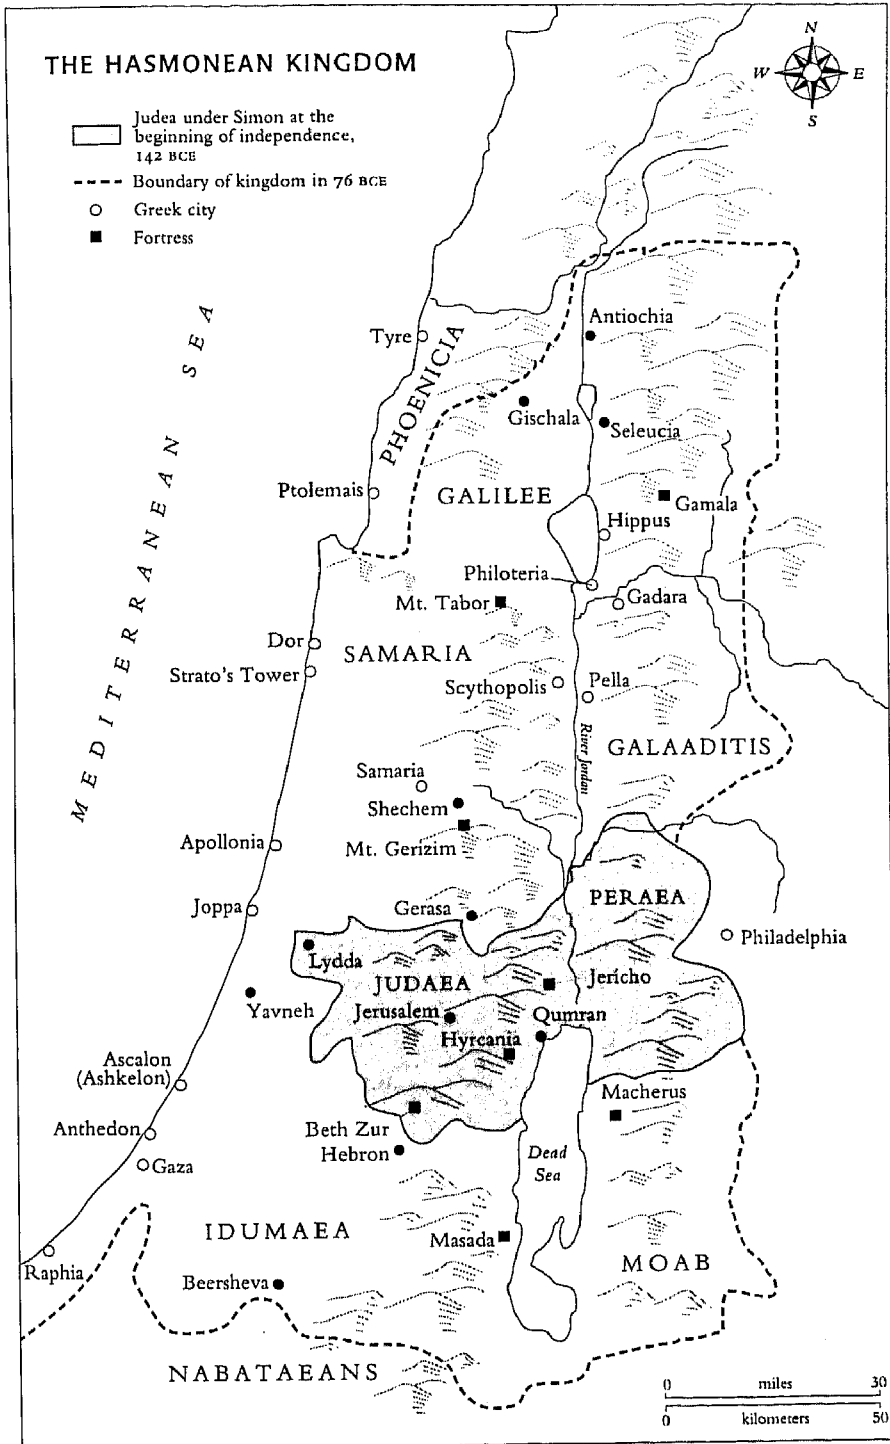 THE HASMONEAN KINGDOM
Judea under Simon at the
beginning of independence,
142 BCE
Boundary of kingdom in 76 BCE
Greek city
Fortress
N
W
E
S
MEDITERRANEAN SEA
Tyre
PHOENICIA
Antiochia
Gischala
Seleucia
Ptolemais
GALILEE
Gamala
Hippus
Philoteria
Mt. Tabor
Gadara
Dor
SAMARIA
Strato's Tower
Scythopolis
Pella
River Jordan
GALAADITIS
Samaria
Shechem
Mt. Gerizim
Apollonia
PERAEA
Joppa
Gerasa
Philadelphia
Lydda
JUDAEA
Jericho
Yavneh
Jerusalem
Qumran
Hyrcania
Ascalon
(Ashkelon)
Macherus
Anthedon
Beth Zur
Hebron
Gaza
Dead
Sea
IDUMAEA
Masada
MOAB
Raphia
Beersheva
NABATAEANS
0 miles 30
0 kilometers 50